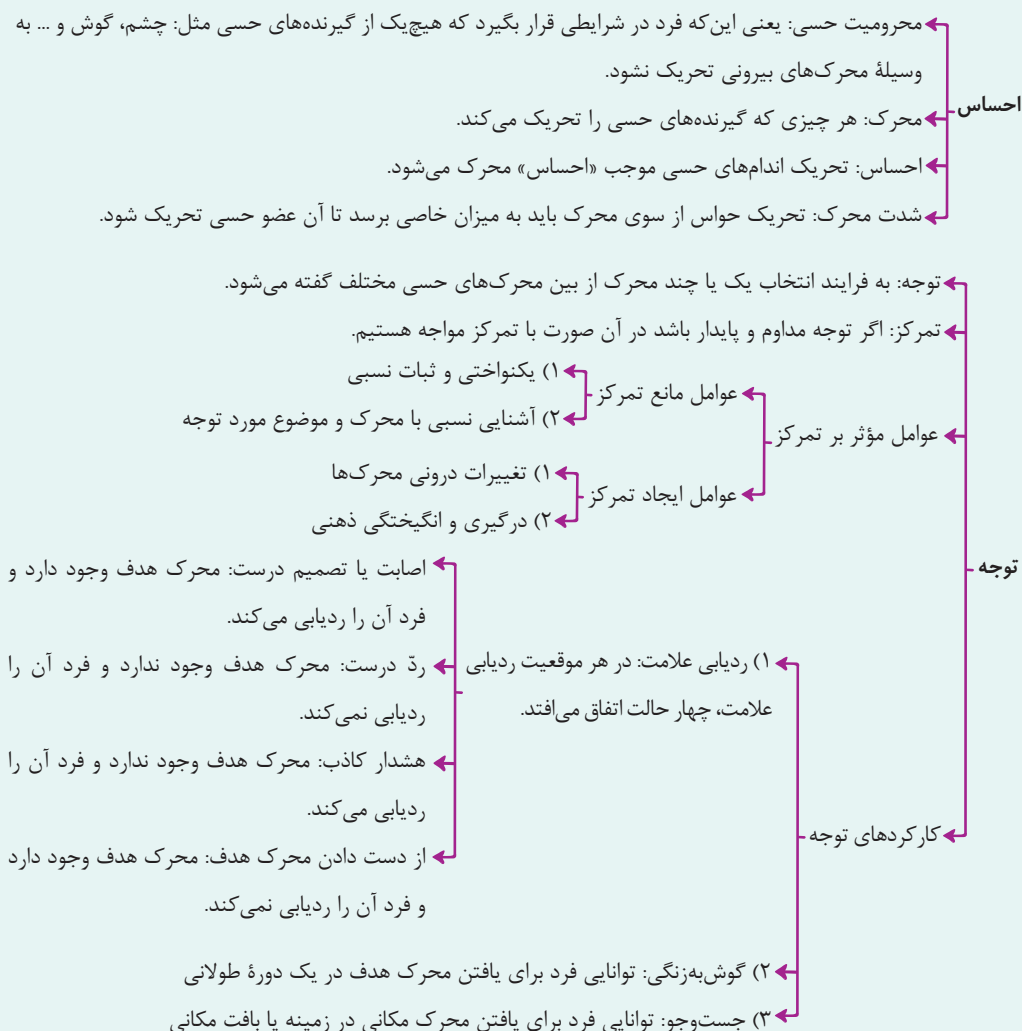 احساس
محرومیت حسی: یعنی این‌که فرد در شرایطی قرار بگیرد که هیچ‌یک از گیرنده‌های حسی مثل: چشم، گوش و ... به
وسیلهٔ محرک‌های بیرونی تحریک نشود.
محرک: هر چیزی که گیرنده‌های حسی را تحریک می‌کند.
احساس: تحریک اندام‌های حسی موجب «احساس» محرک می‌شود.
شدت محرک: تحریک حواس از سوی محرک باید به میزان خاصی برسد تا آن عضو حسی تحریک شود.
توجه
توجه: به فرایند انتخاب یک یا چند محرک از بین محرک‌های حسی مختلف گفته می‌شود.
تمرکز: اگر توجه مداوم و پایدار باشد در آن صورت با تمرکز مواجه هستیم.
عوامل مؤثر بر تمرکز
عوامل مانع تمرکز
۱) یکنواختی و ثبات نسبی
۲) آشنایی نسبی با محرک و موضوع مورد توجه
عوامل ایجاد تمرکز
۱) تغییرات درونی محرک‌ها
۲) درگیری و انگیختگی ذهنی
کارکردهای توجه
۱) ردیابی علامت: در هر موقعیت ردیابی
علامت، چهار حالت اتفاق می‌افتد.
اصابت یا تصمیم درست: محرک هدف وجود دارد و
فرد آن را ردیابی می‌کند.
ردّ درست: محرک هدف وجود ندارد و فرد آن را
ردیابی نمی‌کند.
هشدار کاذب: محرک هدف وجود ندارد و فرد آن را
ردیابی می‌کند.
از دست دادن محرک هدف: محرک هدف وجود دارد
و فرد آن را ردیابی نمی‌کند.
۲) گوش‌به‌زنگی: توانایی فرد برای یافتن محرک هدف در یک دورهٔ طولانی
۳) جست‌وجو: توانایی فرد برای یافتن محرک مکانی در زمینه یا بافت مکانی